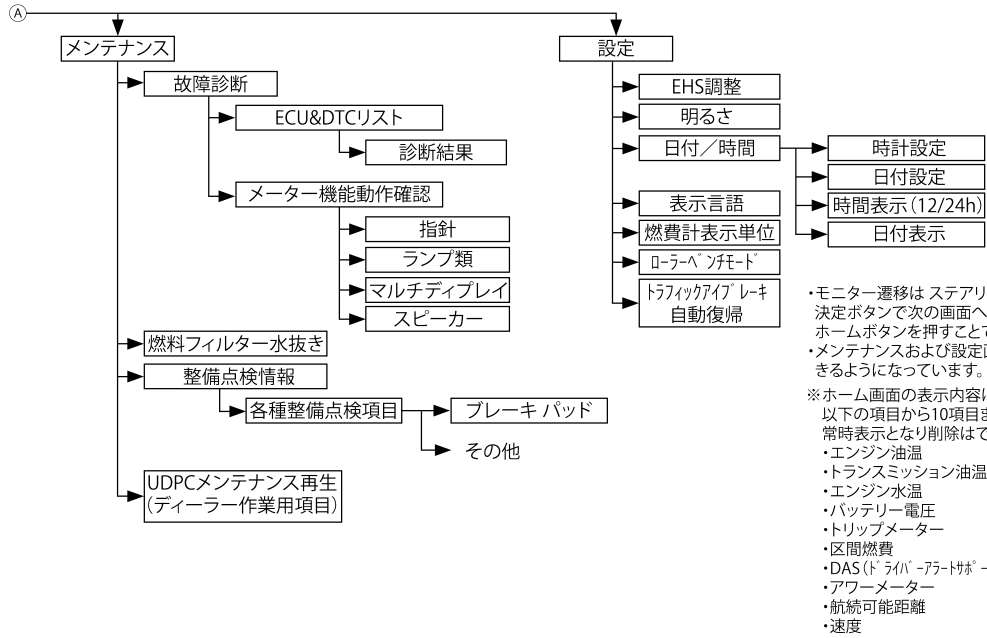 A
メンテナンス
故障診断
ECU&DTCリスト
診断結果
メーター機能動作確認
指針
ランプ類
マルチディプレイ
スピーカー
燃料フィルター水抜き
整備点検情報
各種整備点検項目
ブレーキ パッド
その他
UDPCメンテナンス再生
(ディーラー作業用項目)
設定
EHS調整
明るさ
日付／時間
時計設定
日付設定
時間表示(12/24h)
日付表示
表示言語
燃費計表示単位
ﾛｰﾗｰﾍﾞﾝﾁﾓｰﾄﾞ
ﾄﾗﾌｨｯｸｱｲﾌﾞﾚｰｷ
自動復帰
・モニター遷移は ステアリ
決定ボタンで次の画面へ
ホームボタンを押すことで
・メンテナンスおよび設定
きるようになっています。
※ホーム画面の表示内容は
以下の項目から10項目ま
常時表示となり削除はで
・エンジン油温
・トランスミッション油温
・エンジン水温
・バッテリー電圧
・トリップメーター
・区間燃費
・DAS(ﾄﾞﾗｲﾊﾞｰｱﾗｰﾄｻﾎﾟｰ
・アワーメーター
・航続可能距離
・速度